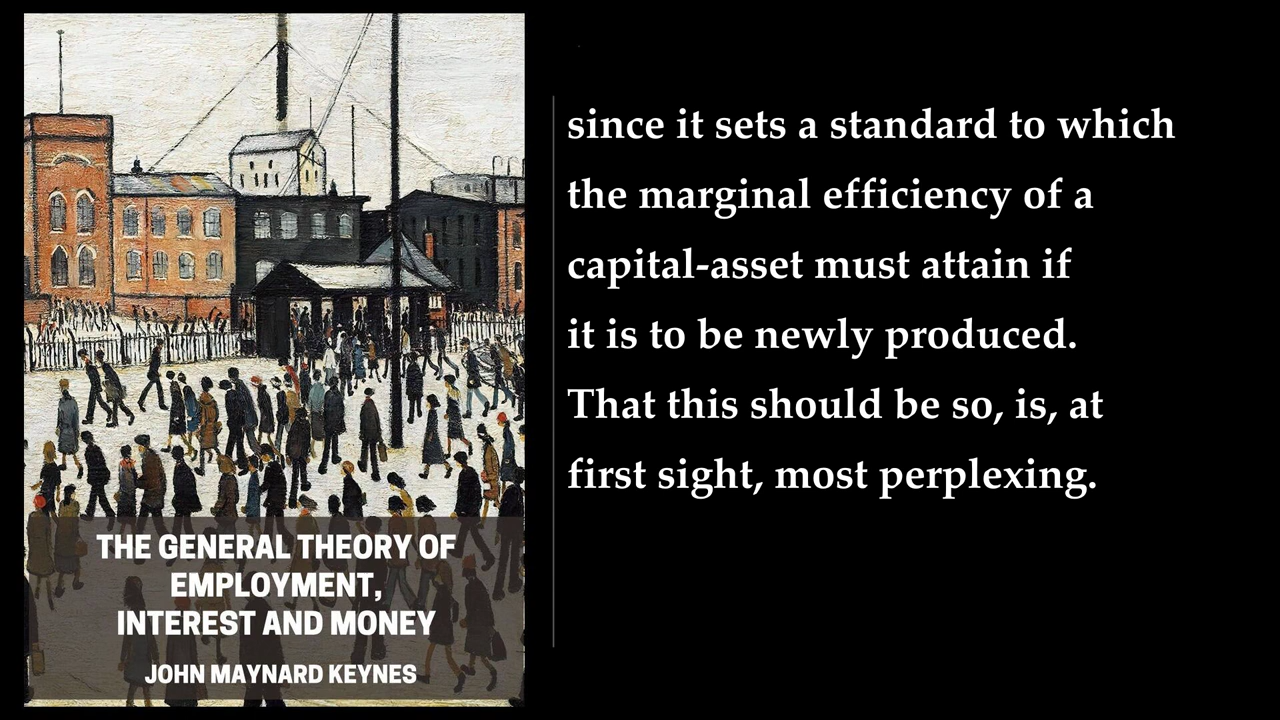 THE GENERAL THEORY OF
EMPLOYMENT,
INTEREST AND MONEY
JOHN MAYNARD KEYNES
since it sets a standard to which
the marginal efficiency of a
capital-asset must attain if
it is to be newly produced.
That this should be so, is, at
first sight, most perplexing.